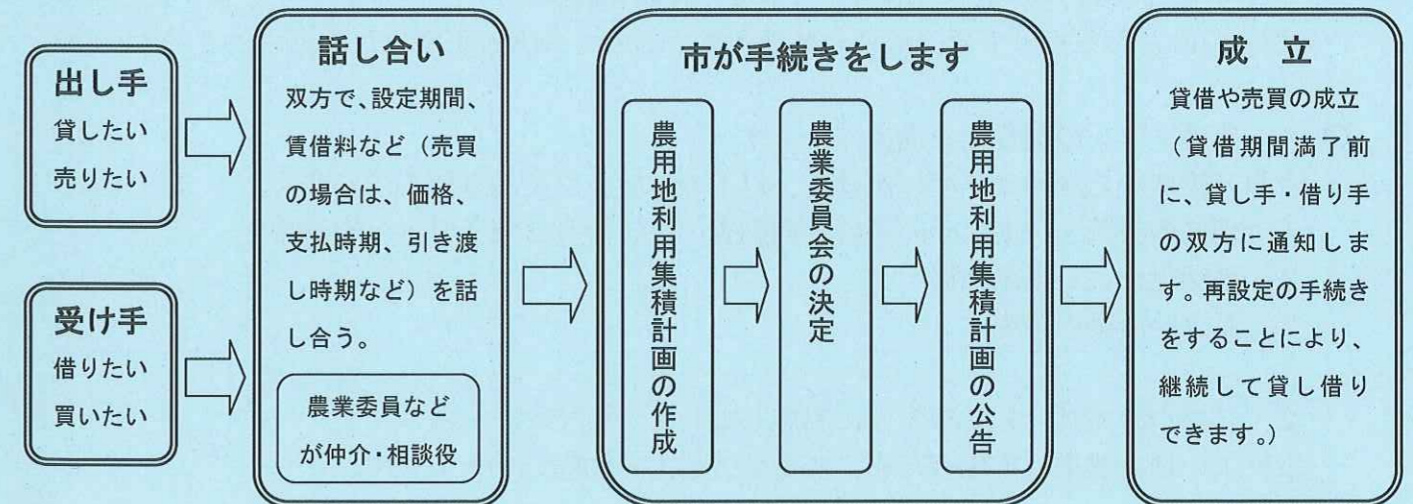 出し手
貸したい
売りたい
受け手
借りたい
買いたい
話し合い
双方で、設定期間、
賃借料など（売買
の場合は、価格、
支払時期、引き渡
し時期など）を話
し合う。
農業委員など
が仲介・相談役
市が手続きをします
農用地利用集積計画の作成
農業委員会の決定
農用地利用集積計画の公告
成　立
貸借や売買の成立
（貸借期間満了前
に、貸し手・借り手
の双方に通知しま
す。再設定の手続き
をすることにより、
継続して貸し借り
できます。）